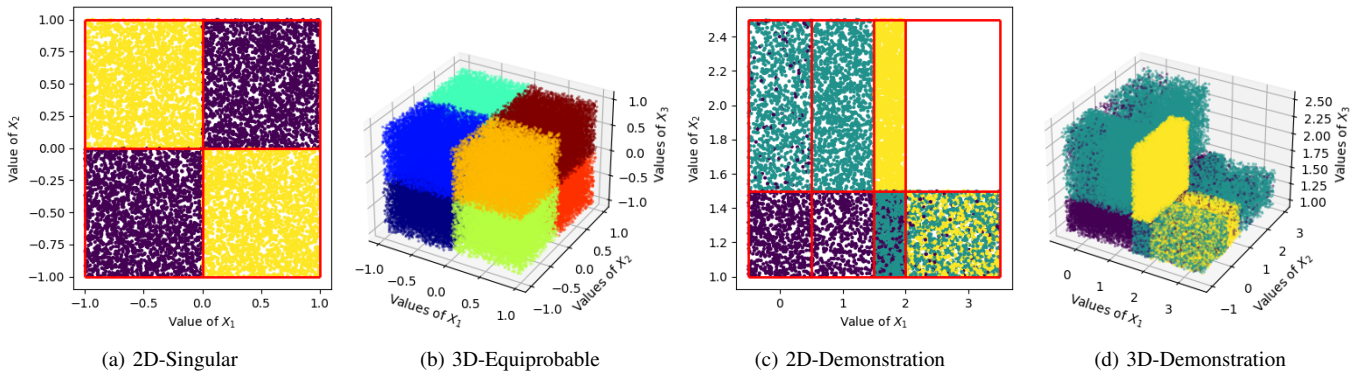 1.00
0.75
0.50
0.25
0.00
−0.25
−0.50
−0.75
−1.00
Value of X₂
−1.0 −0.5 0.0 0.5 1.0
Value of X₁
(a) 2D-Singular
1.0
0.5
0.0
−0.5
−1.0
Values of X₃
−1.0 −0.5 0.0 0.5 1.0
Values of X₁
−1.0 −0.5 0.0 0.5 1.0
Values of X₂
(b) 3D-Equiprobable
2.4
2.2
2.0
1.8
1.6
1.4
1.2
1.0
Value of X₂
0 1 2 3
Value of X₁
(c) 2D-Demonstration
2.50
2.25
2.00
1.75
1.50
1.25
1.00
Values of X₃
0 1 2 3
Values of X₁
−1 0 1 2 3
Values of X₂
(d) 3D-Demonstration